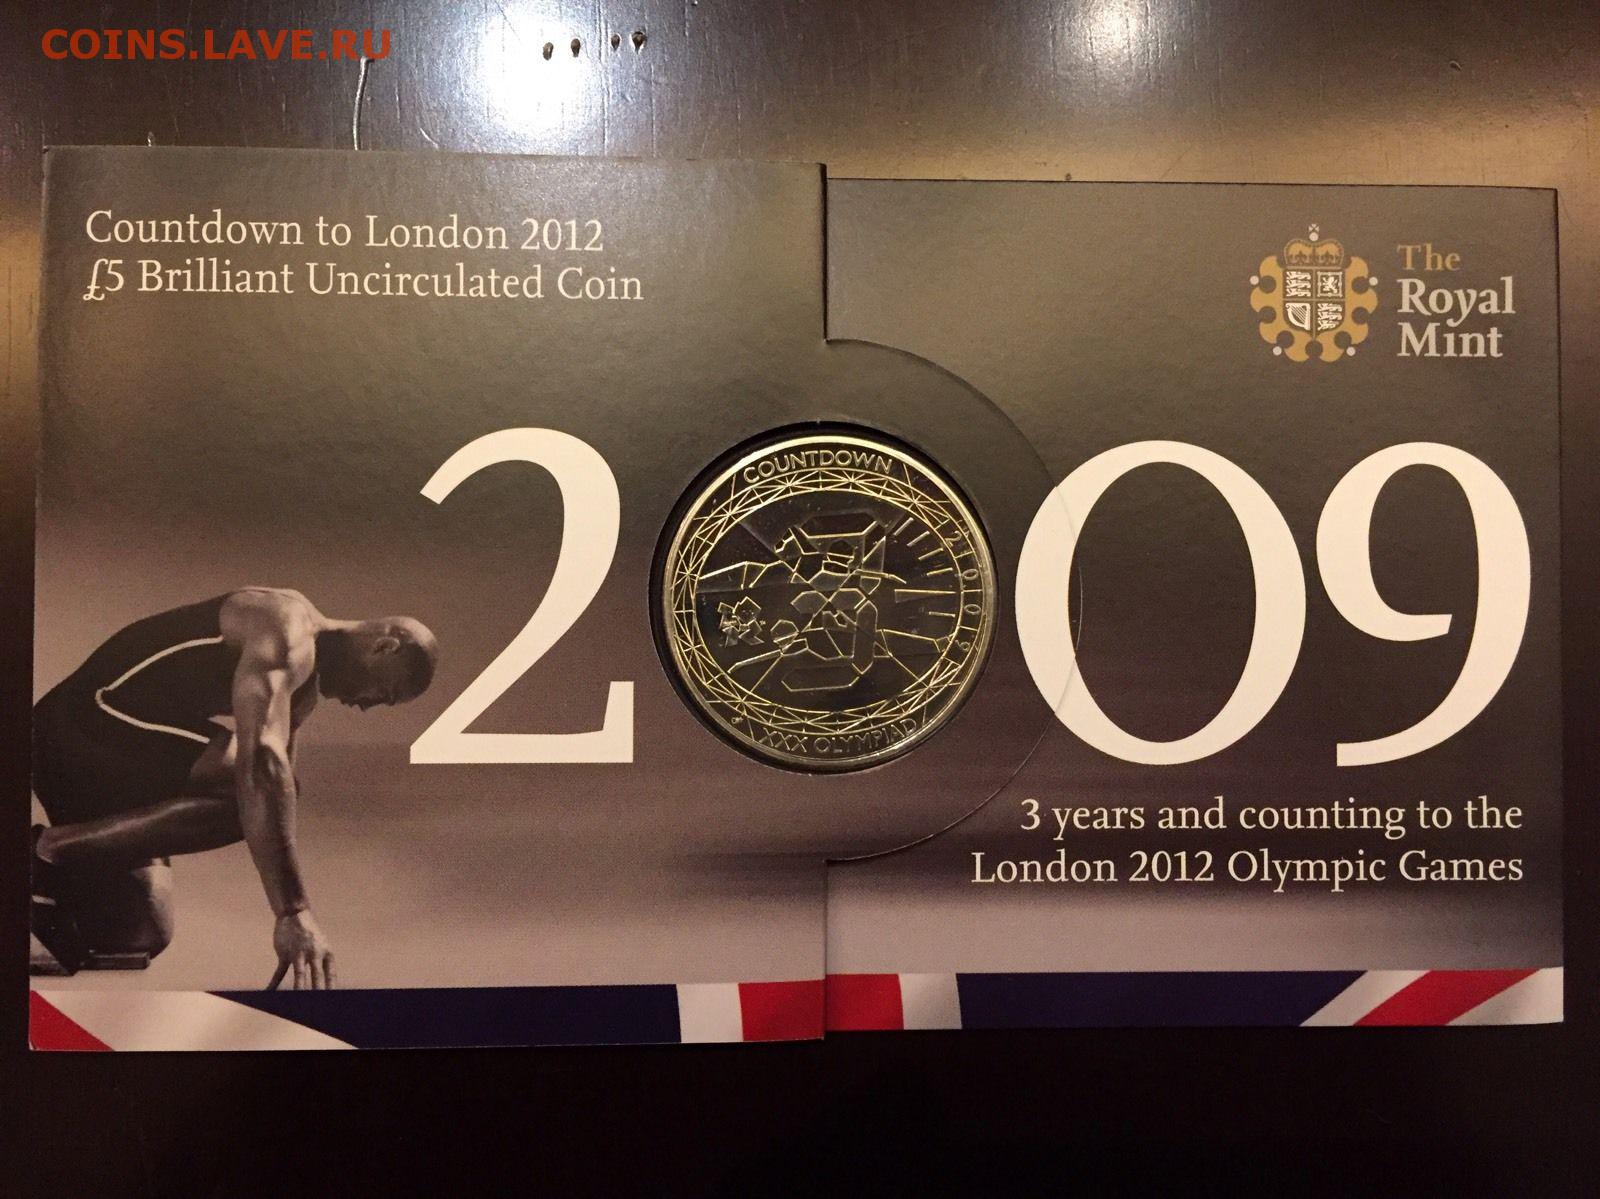 COINS.LAVE.RU
Countdown to London 2012
£5 Brilliant Uncirculated Coin
The
Royal
Mint
2
09
COUNTDOWN
2009
XXX OLYMPIAD
3 years and counting to the
London 2012 Olympic Games